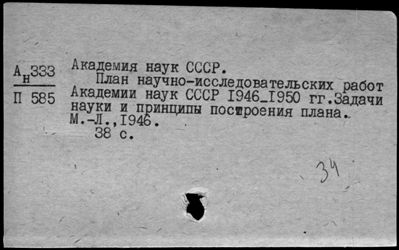 Ан333
П 585
Академия наук СССР.
План научно-исследовательских работ
Академии наук СССР 1946_1950 гг.Задачи
науки и принципы построения плана.
М.-Л.,1946.
38 с.
34